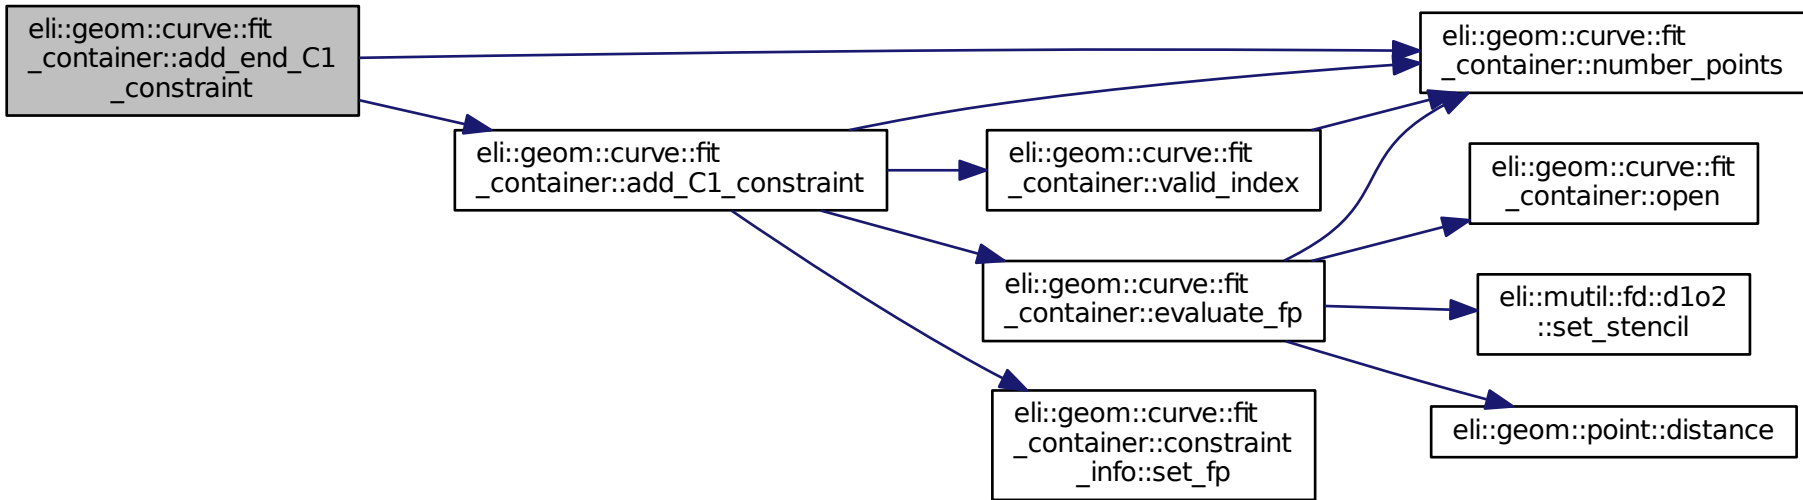 eli::geom::curve::fit
_container::add_end_C1
_constraint
eli::geom::curve::fit
_container::add_C1_constraint
eli::geom::curve::fit
_container::valid_index
eli::geom::curve::fit
_container::evaluate_fp
eli::geom::curve::fit
_container::constraint
_info::set_fp
eli::geom::curve::fit
_container::number_points
eli::geom::curve::fit
_container::open
eli::mutil::fd::d1o2
::set_stencil
eli::geom::point::distance